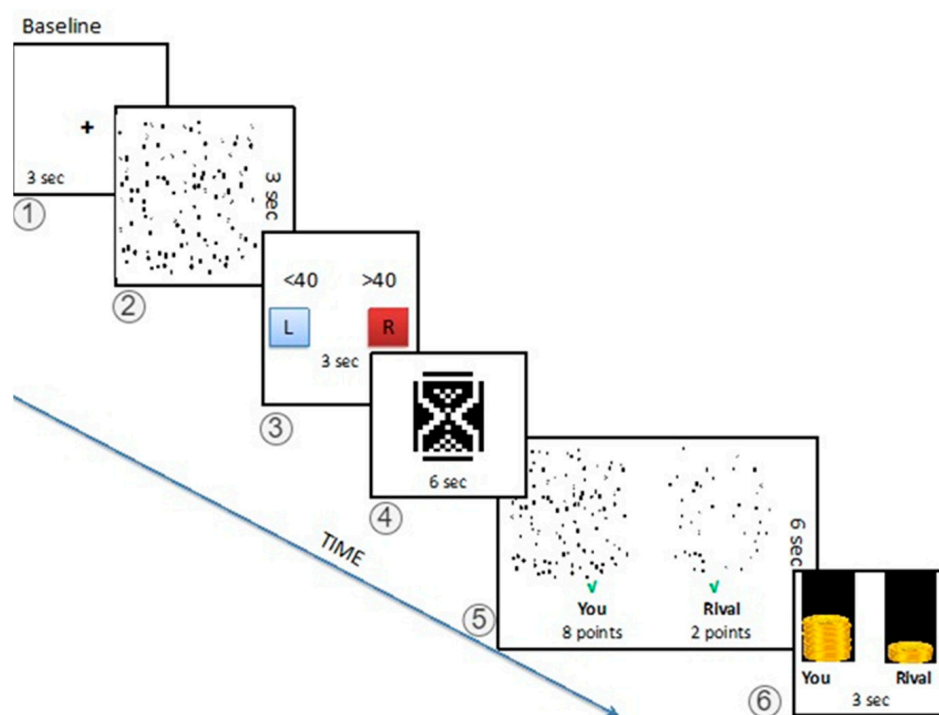 Baseline
3 sec
1
3 sec
2
<40 >40
L R
3 sec
3
6 sec
4
TIME
6 sec
You Rival
8 points 2 points
5
You Rival
3 sec
6